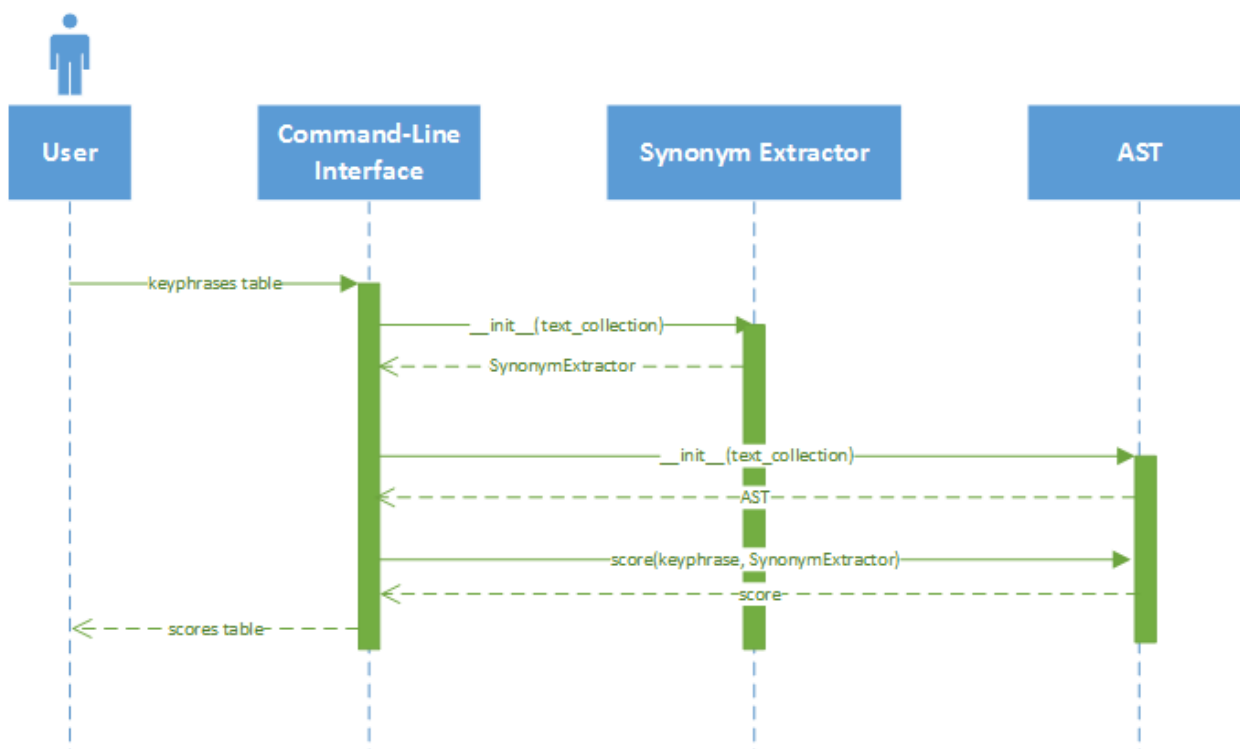 User
Command-Line
Interface
Synonym Extractor
AST
keyphrases table
__init__(text_collection)
SynonymExtractor
__init__(text_collection)
AST
score(keyphrase, SynonymExtractor)
score
scores table